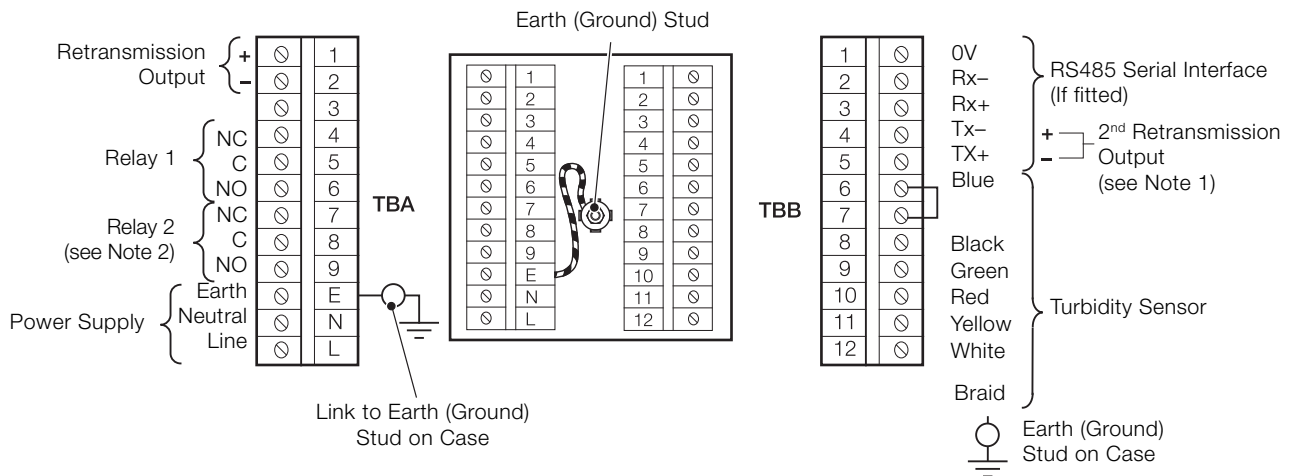 Earth (Ground) Stud
Retransmission
Output
+
–
1
2
3
4
5
6
7
8
9
E
N
L
Relay 1
NC
C
NO
Relay 2
(see Note 2)
NC
C
NO
Power Supply
Earth
Neutral
Line
TBA
Link to Earth (Ground)
Stud on Case
1
2
3
4
5
6
7
8
9
E
N
L
1
2
3
4
5
6
7
8
9
10
11
12
TBB
1
2
3
4
5
6
7
8
9
10
11
12
0V
Rx–
Rx+
Tx–
TX+
Blue
Black
Green
Red
Yellow
White
Braid
RS485 Serial Interface
(If fitted)
+
–
2nd Retransmission
Output
(see Note 1)
Turbidity Sensor
Earth (Ground)
Stud on Case